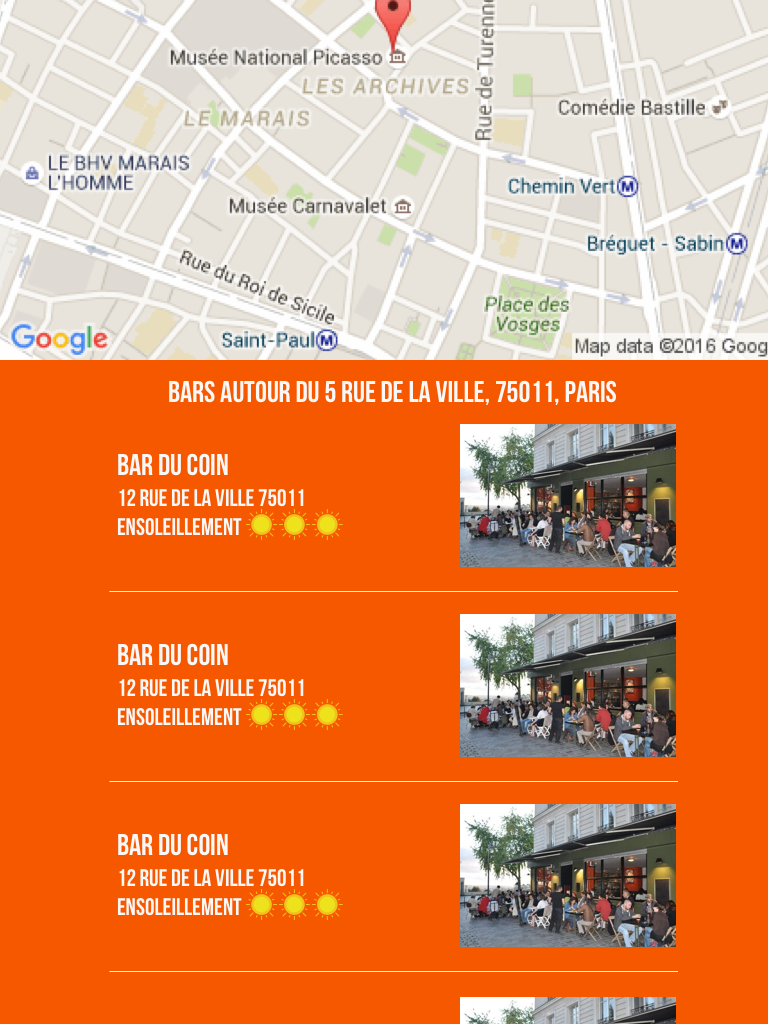 Rue de Turenne
Musée National Picasso
LES ARCHIVES
Comédie Bastille
LE MARAIS
LE BHV MARAIS
L'HOMME
Chemin Vert M
Musée Carnavalet
Bréguet - Sabin M
Rue du Roi de Sicile
Place des
Vosges
Google
Saint-Paul M
Map data ©2016 Goog
BARS AUTOUR DU 5 RUE DE LA VILLE, 75011, PARIS
BAR DU COIN
12 RUE DE LA VILLE 75011
ENSOLEILLEMENT
BAR DU COIN
12 RUE DE LA VILLE 75011
ENSOLEILLEMENT
BAR DU COIN
12 RUE DE LA VILLE 75011
ENSOLEILLEMENT